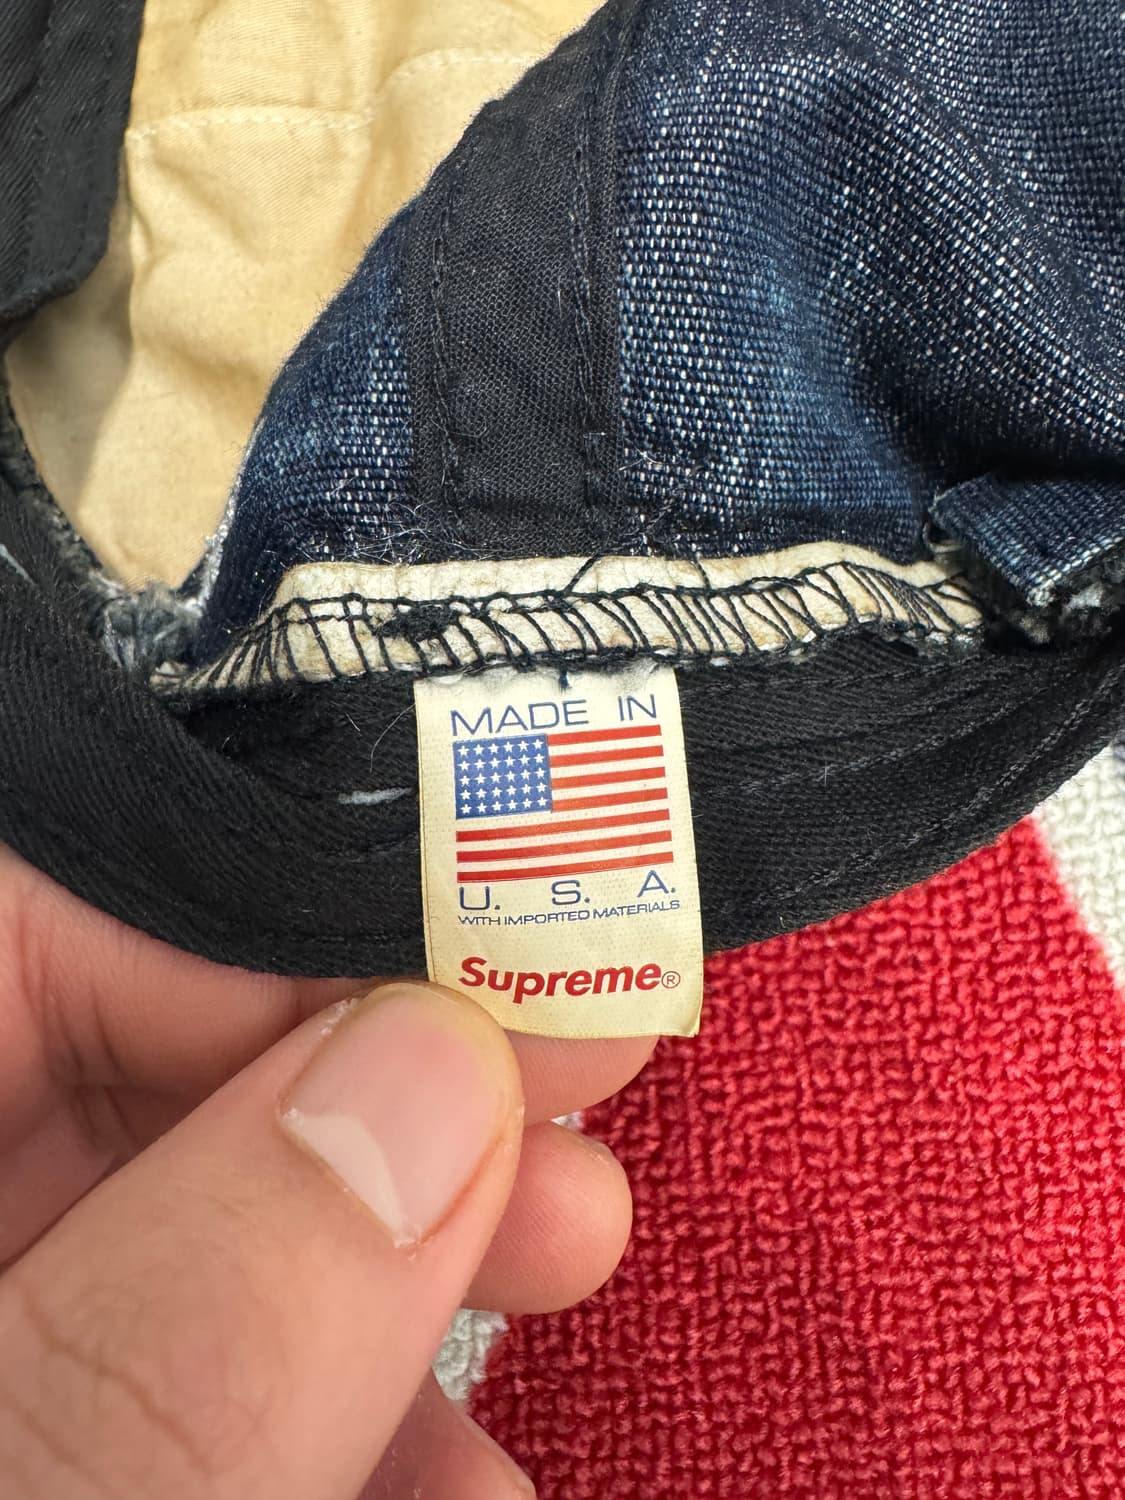 MADE IN
U. S. A.
WITH IMPORTED MATERIALS
Supreme®